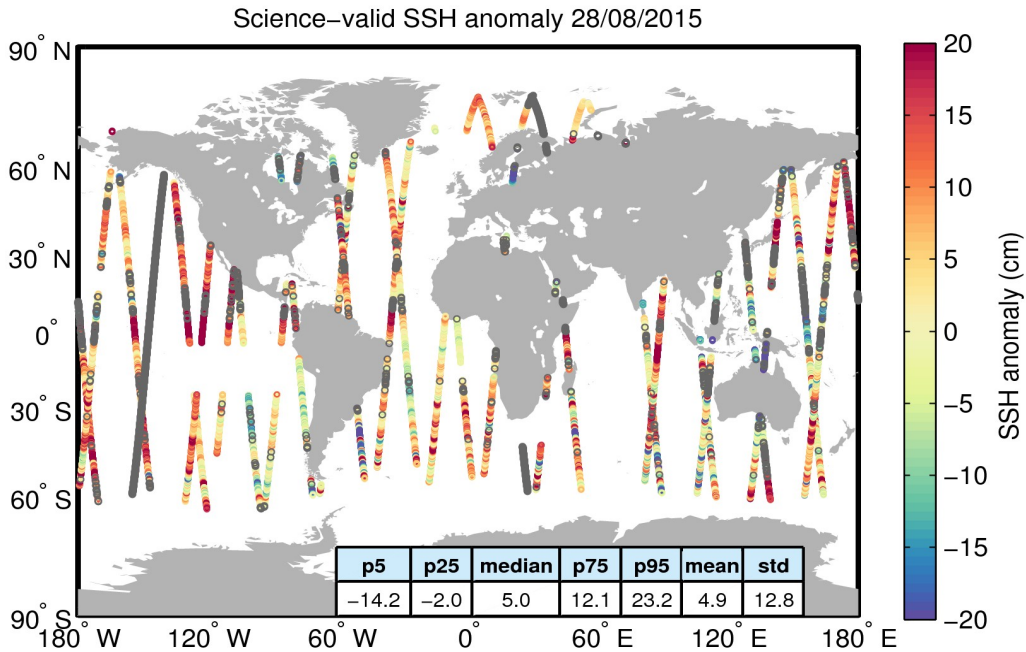 Science−valid SSH anomaly 28/08/2015
90° N
60° N
30° N
0°
30° S
60° S
90° S
180° W
120° W
60° W
0°
60° E
120° E
180° E
p5 p25 median p75 p95 mean std
−14.2 −2.0 5.0 12.1 23.2 4.9 12.8
20
15
10
5
0
−5
−10
−15
−20
SSH anomaly (cm)